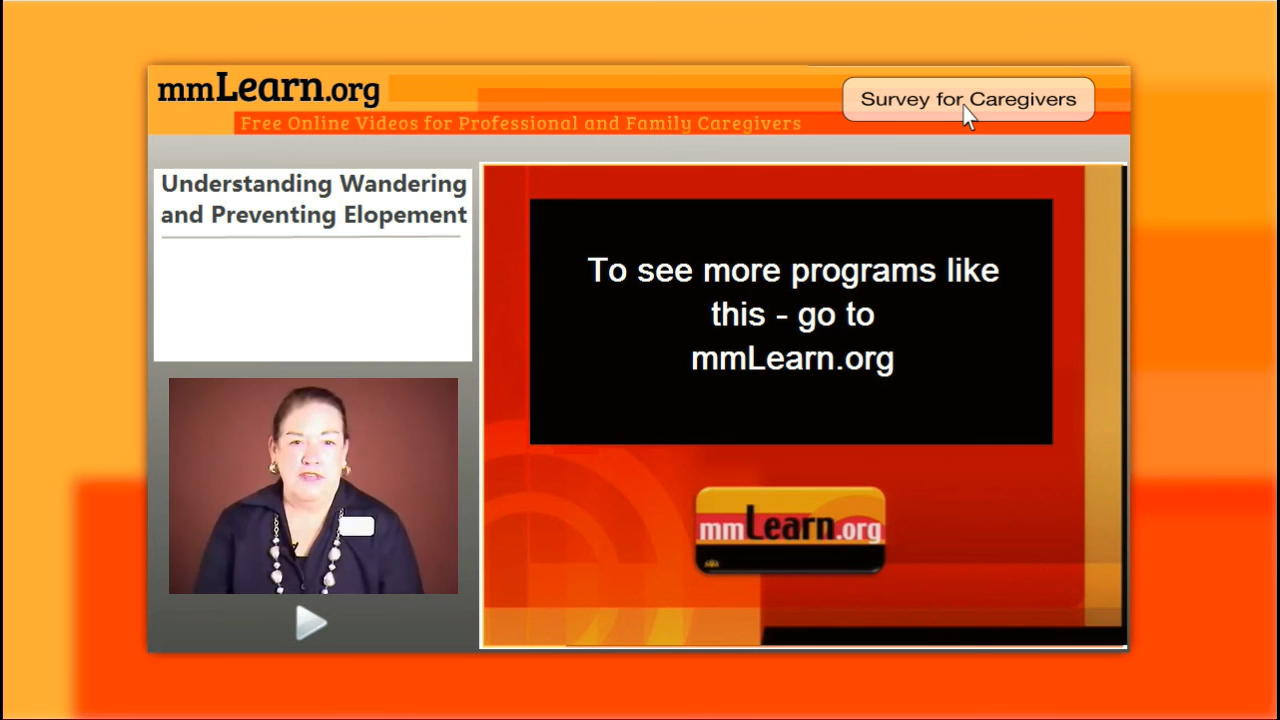 mmLearn.org
Survey for Caregivers
Free Online Videos for Professional and Family Caregivers
Understanding Wandering
and Preventing Elopement
To see more programs like
this - go to
mmLearn.org
mmLearn.org